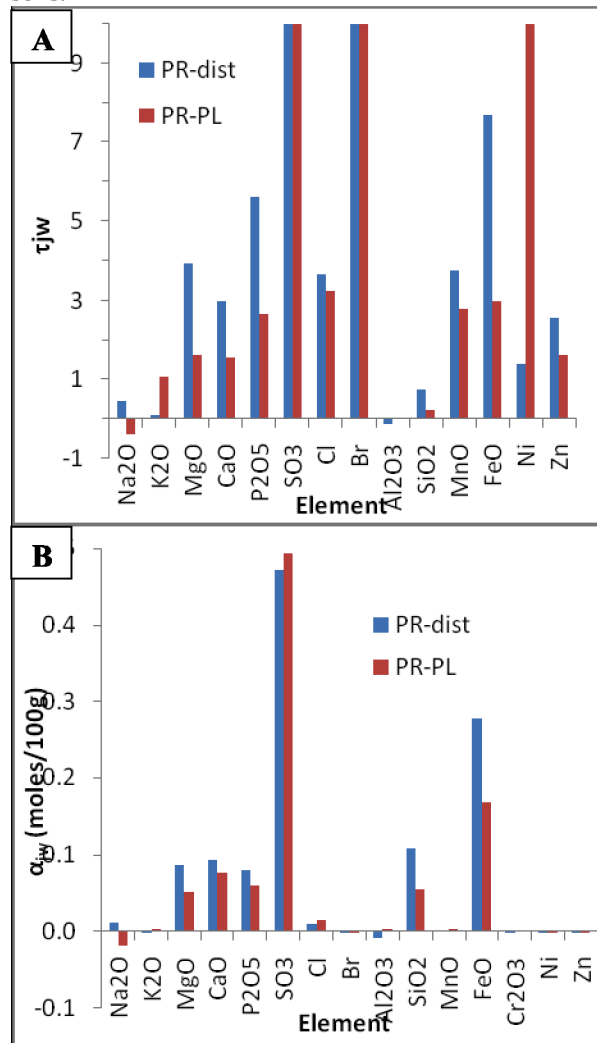 A
9
PR-dist
PR-PL
7
5
3
1
-1
τjw
Na2O K2O MgO CaO P2O5 SO3 Cl Br Al2O3 SiO2 MnO FeO Ni Zn
Element
B
0.4
PR-dist
PR-PL
0.3
0.2
0.1
0.0
-0.1
αjw (moles/100g)
Na2O K2O MgO CaO P2O5 SO3 Cl Br Al2O3 SiO2 MnO FeO Cr2O3 Ni Zn
Element